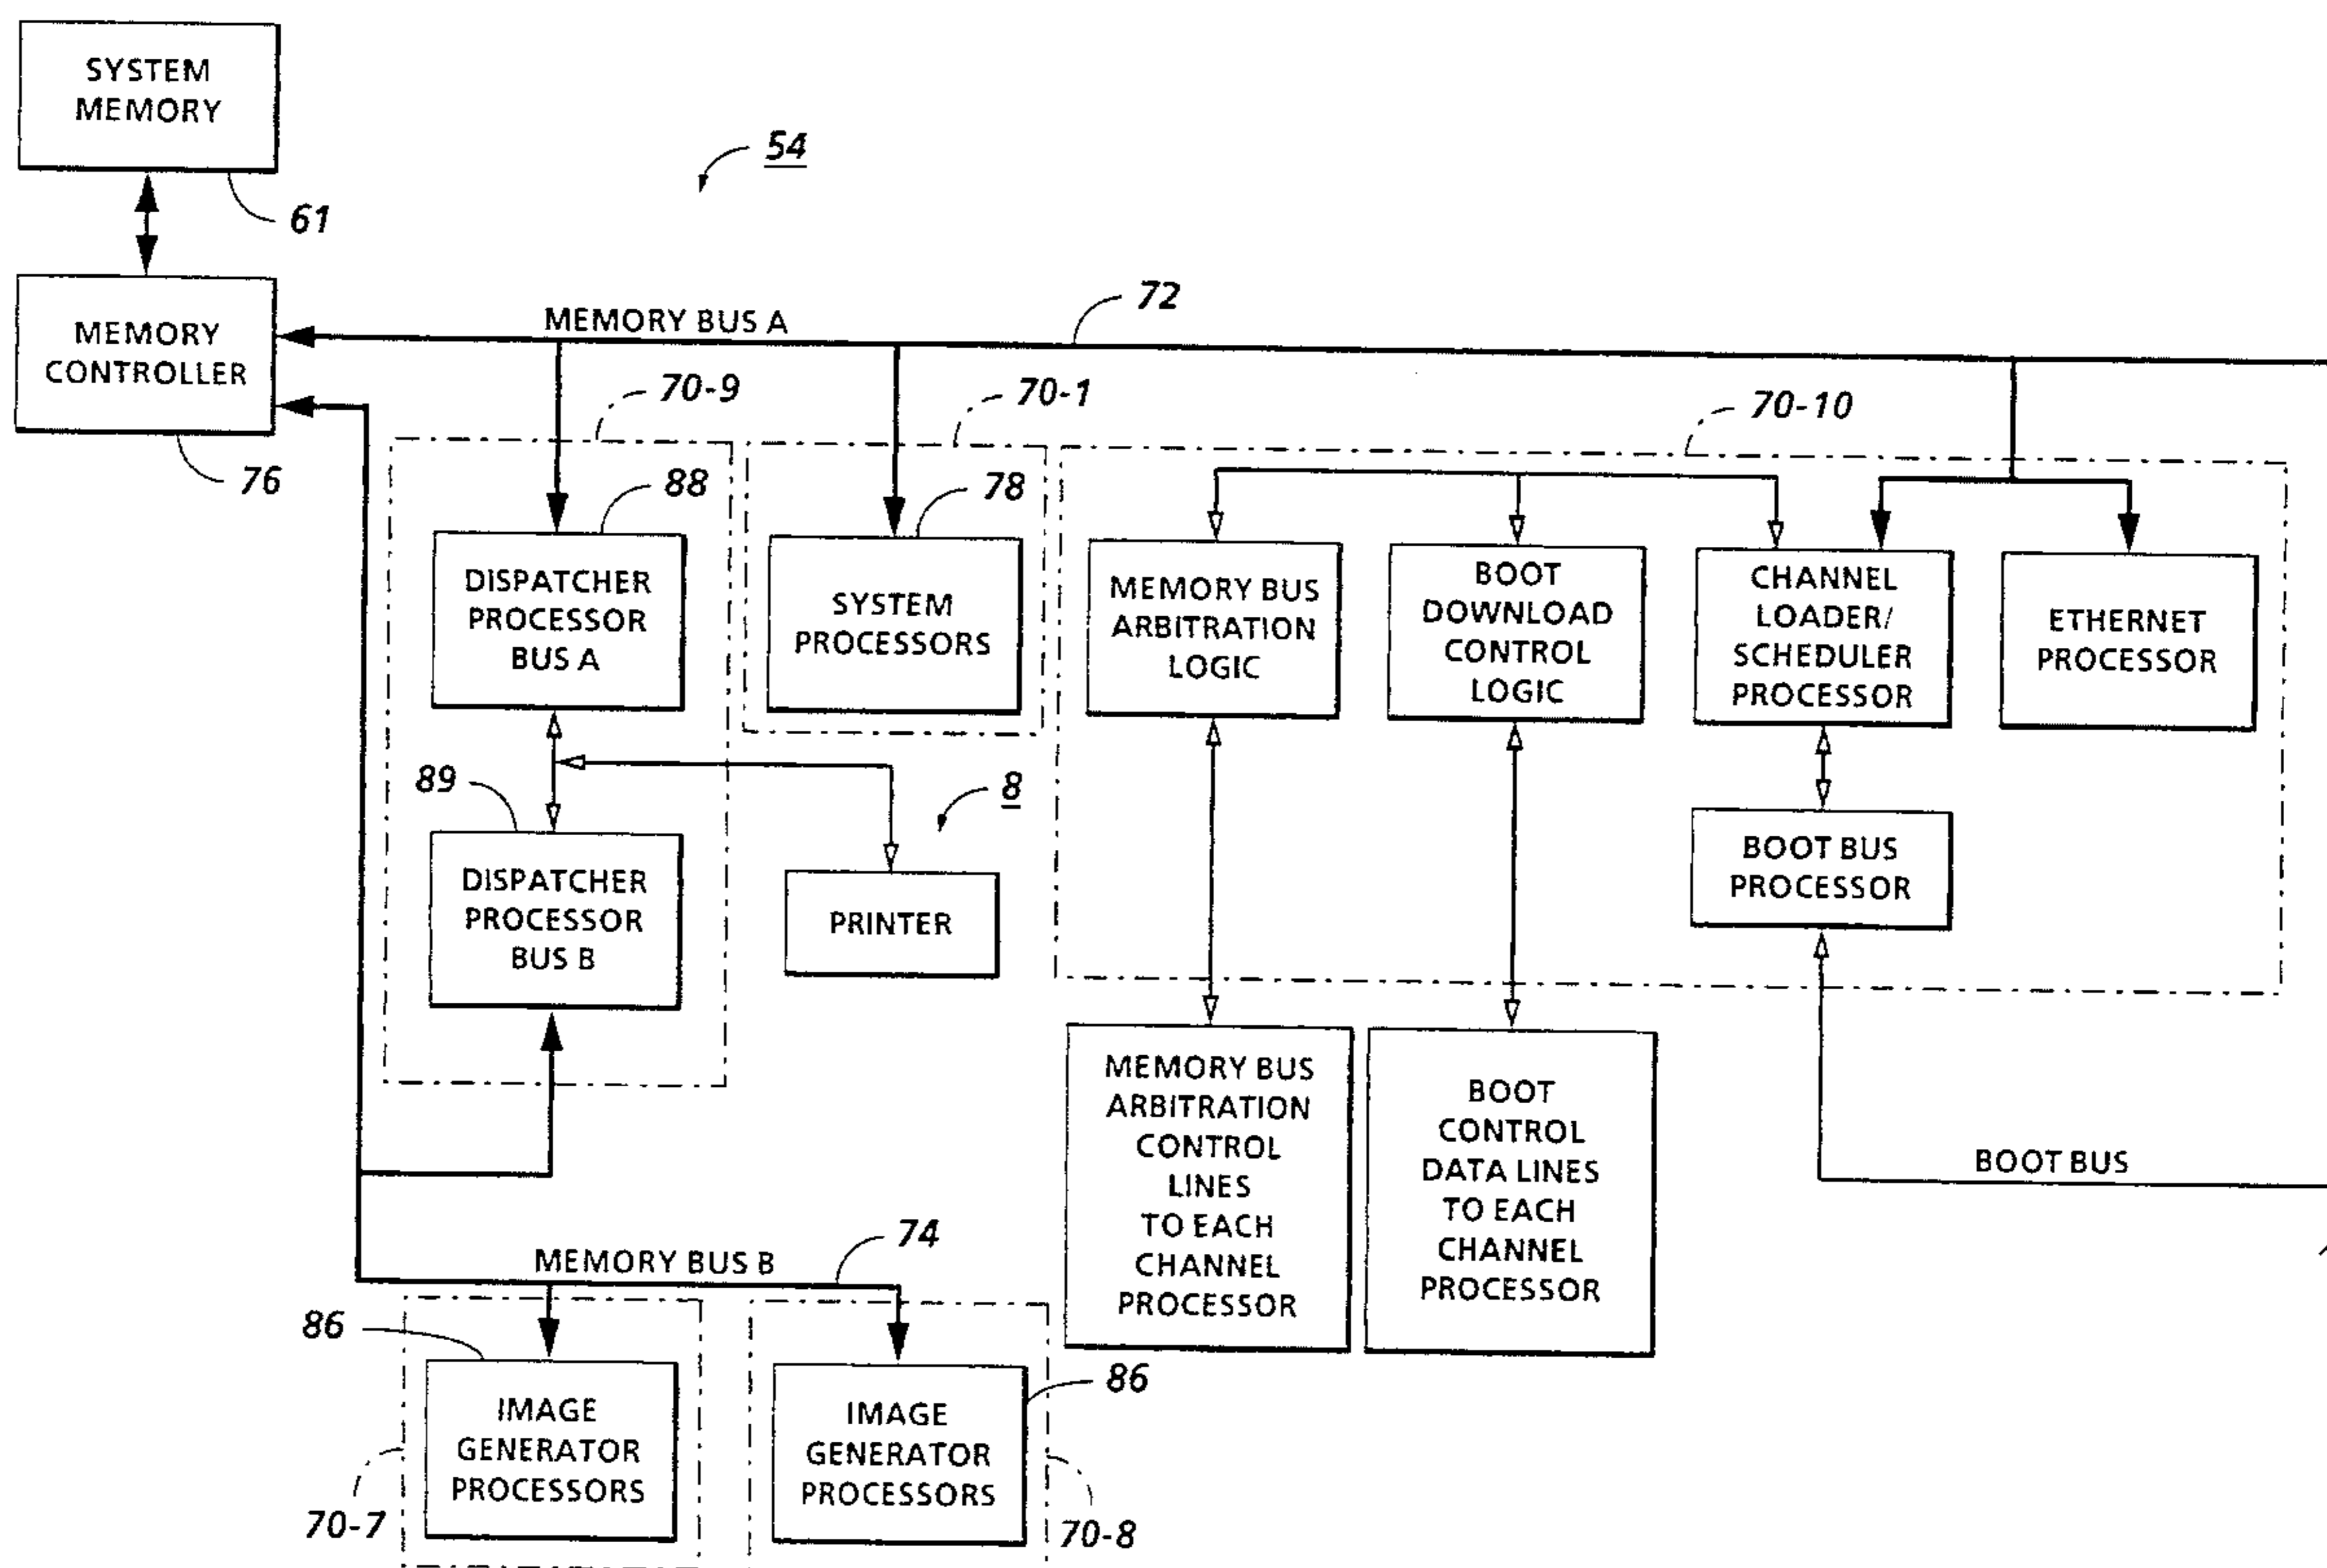 SYSTEM
MEMORY
61
54
MEMORY
CONTROLLER
76
MEMORY BUS A
72
70-9
70-1
70-10
88
78
DISPATCHER
PROCESSOR
BUS A
SYSTEM
PROCESSORS
MEMORY BUS
ARBITRATION
LOGIC
BOOT
DOWNLOAD
CONTROL
LOGIC
CHANNEL
LOADER/
SCHEDULER
PROCESSOR
ETHERNET
PROCESSOR
89
8
DISPATCHER
PROCESSOR
BUS B
PRINTER
BOOT BUS
PROCESSOR
MEMORY BUS
ARBITRATION
CONTROL
LINES
TO EACH
CHANNEL
PROCESSOR
BOOT
CONTROL
DATA LINES
TO EACH
CHANNEL
PROCESSOR
BOOT BUS
MEMORY BUS B
74
86
IMAGE
GENERATOR
PROCESSORS
70-7
IMAGE
GENERATOR
PROCESSORS
86
70-8